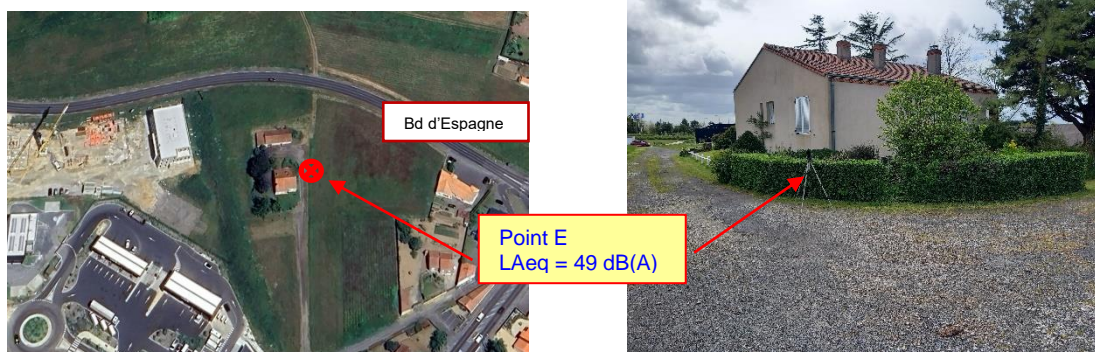 Bd d'Espagne
Point E
LAeq = 49 dB(A)